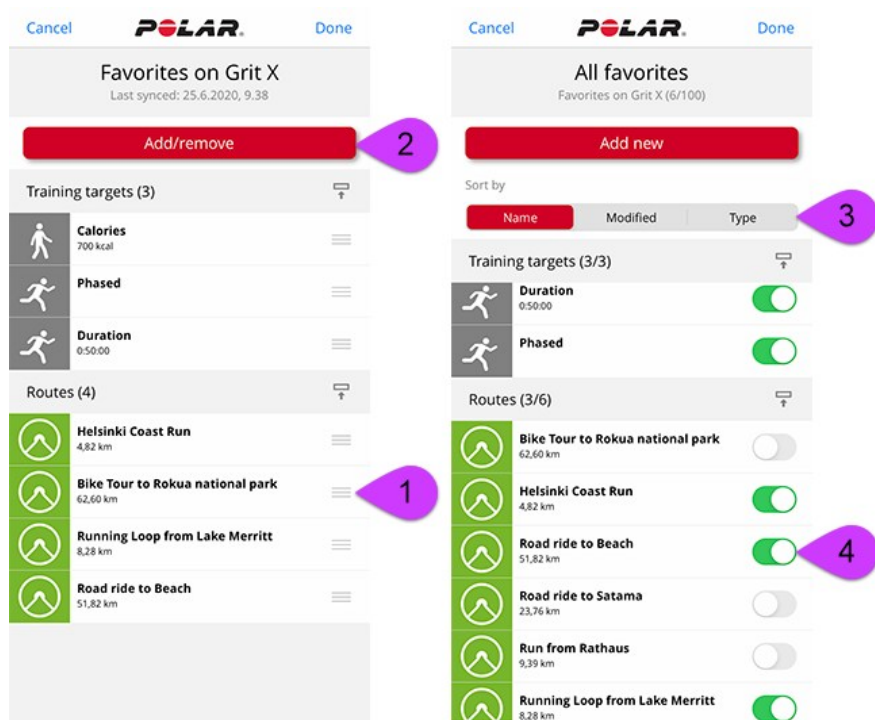 Cancel
POLAR
Done
Favorites on Grit X
Last synced: 25.6.2020, 9.38
Add/remove
2
Training targets (3)
Calories
700 kcal
Phased
Duration
0:50:00
Routes (4)
Helsinki Coast Run
4,82 km
Bike Tour to Rokua national park
62,60 km
1
Running Loop from Lake Merritt
8,28 km
Road ride to Beach
51,82 km
Cancel
POLAR
Done
All favorites
Favorites on Grit X (6/100)
Add new
Sort by
Name
Modified
Type
3
Training targets (3/3)
Duration
0:50:00
Phased
Routes (3/6)
Bike Tour to Rokua national park
62,60 km
Helsinki Coast Run
4,82 km
Road ride to Beach
51,82 km
4
Road ride to Satama
23,76 km
Run from Rathaus
9,39 km
Running Loop from Lake Merritt
8,28 km